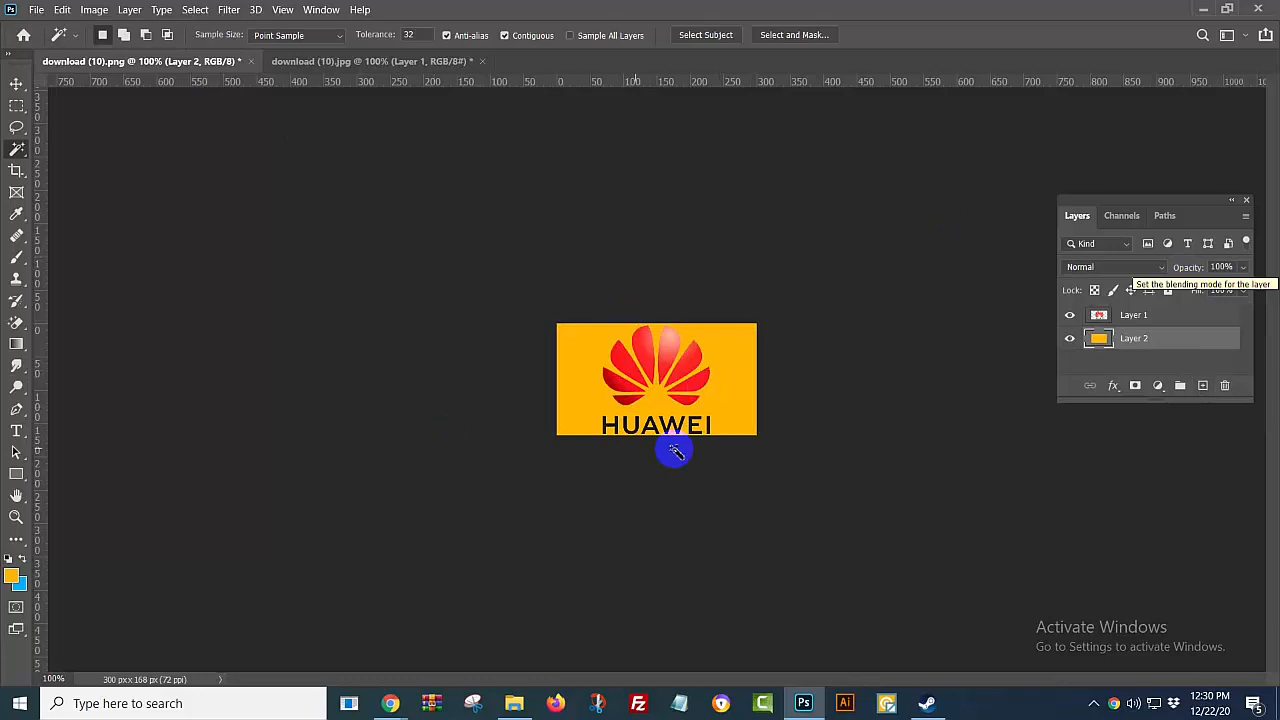 Ps File Edit Image Layer Type Select Filter 3D View Window Help
Sample Size: Point Sample Tolerance: 32 Anti-alias Contiguous Sample All Layers Select Subject Select and Mask...
download (10).png @ 100% (Layer 2, RGB/8) * × download (10).jpg @ 100% (Layer 1, RGB/8#) * ×
750 700 650 600 550 500 450 400 350 300 250 200 150 100 50 0 50 100 150 200 250 300 350 400 450 500 550 600 650 700 750 800 850 900 950 1000
Layers Channels Paths
Kind
Normal Opacity: 100%
Set the blending mode for the layer
Lock:
Layer 1
Layer 2
HUAWEI
Activate Windows
Go to Settings to activate Windows.
100% 300 px x 168 px (72 ppi)
Type here to search
Fz Ps Ai
12:30 PM
12/22/20
5